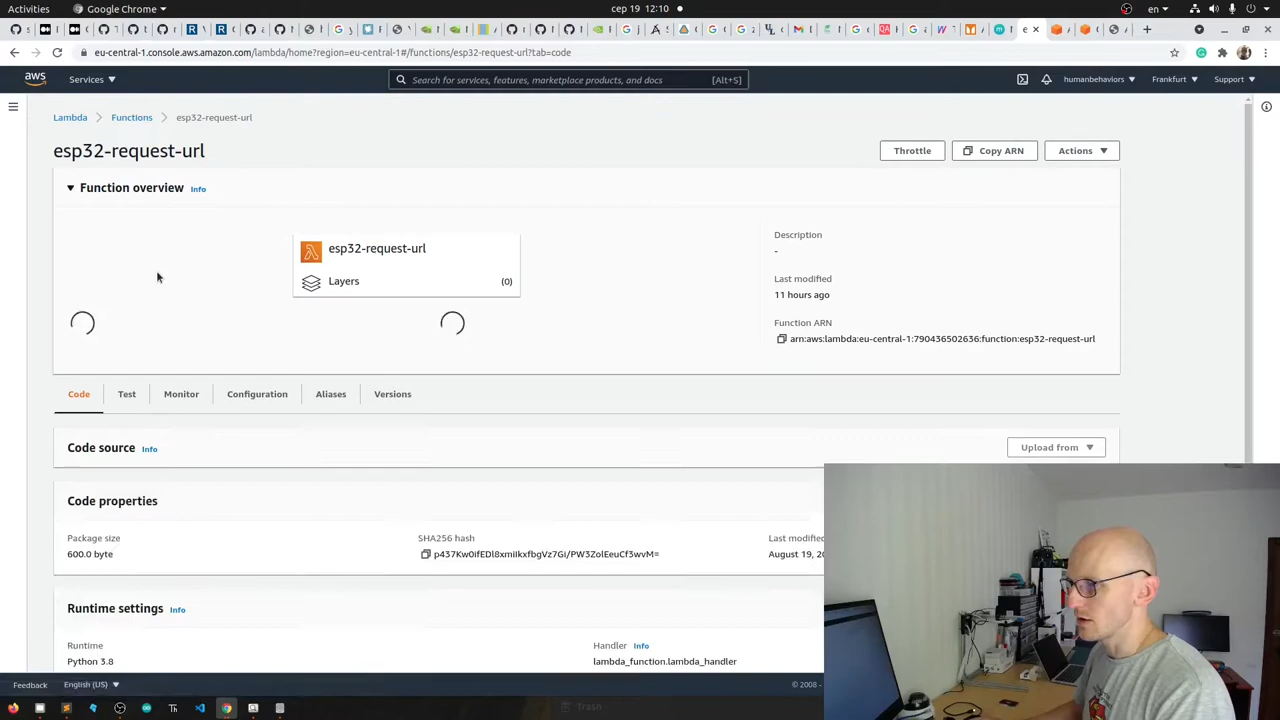 Activities
Google Chrome
сер 19 12:10
en
eu-central-1.console.aws.amazon.com/lambda/home?region=eu-central-1#/functions/esp32-request-url?tab=code
aws
Services
Search for services, features, marketplace products, and docs
[Alt+S]
humanbehaviors
Frankfurt
Support
Lambda
Functions
esp32-request-url
esp32-request-url
Throttle
Copy ARN
Actions
Function overview
Info
esp32-request-url
Layers
(0)
Description
-
Last modified
11 hours ago
Function ARN
arn:aws:lambda:eu-central-1:790436502636:function:esp32-request-url
Code
Test
Monitor
Configuration
Aliases
Versions
Code source
Info
Upload from
Code properties
Package size
SHA256 hash
Last modified
600.0 byte
August 19, 20
Runtime settings
Info
Runtime
Handler
Info
Python 3.8
lambda_function.lambda_handler
Feedback
English (US)
© 2008 -
Trash